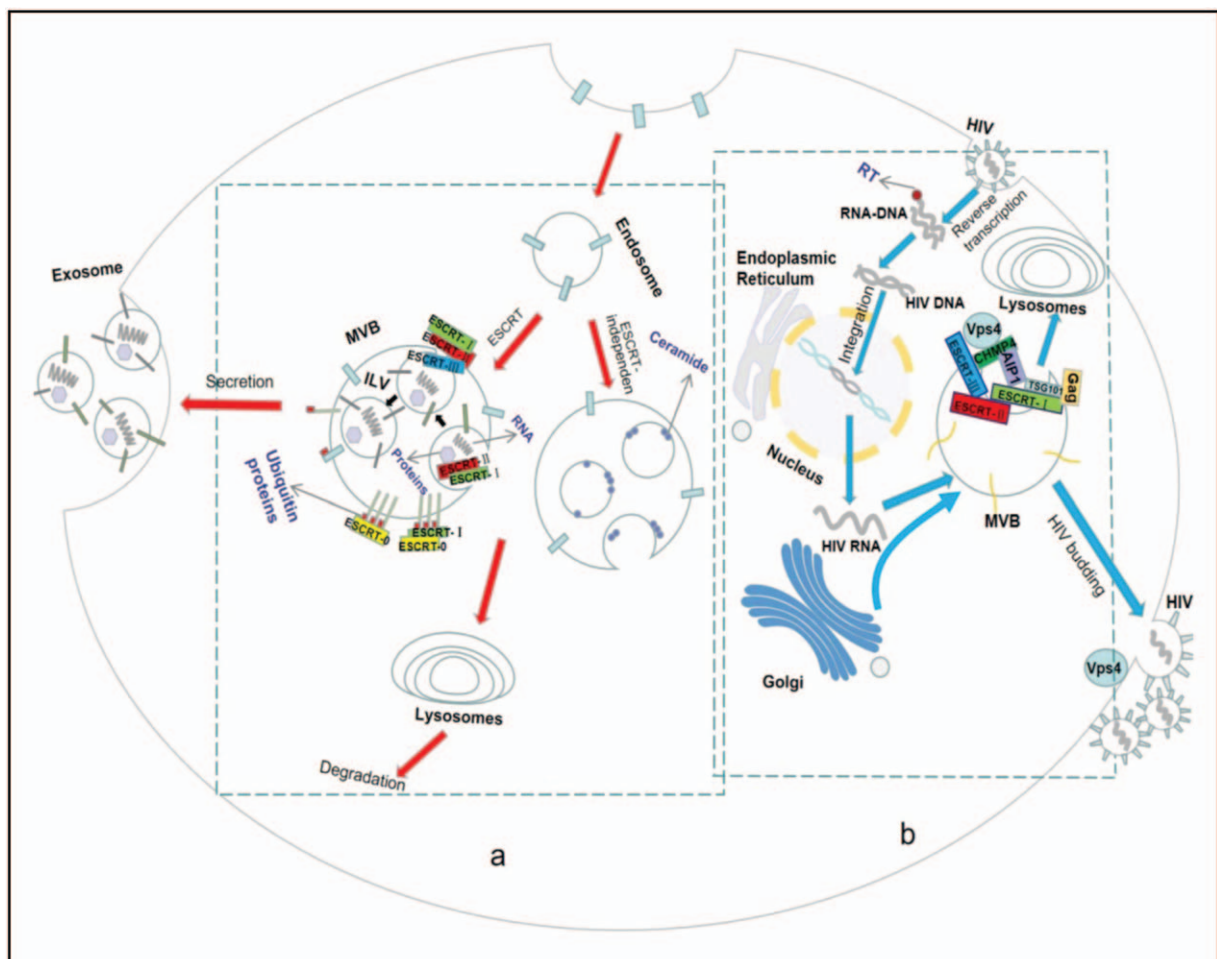 Exosome
Secretion
MVB
ILV
ESCRT-Ⅰ
ESCRT-Ⅱ
ESCRT-III
ESCRT
Endosome
ESCRT-
independen
Ceramide
RNA
Proteins
ESCRT-Ⅱ
ESCRT-Ⅰ
Ubiquitin
proteins
ESCRT-0
ESCRT-Ⅰ
ESCRT-0
Lysosomes
Degradation
a
HIV
RT
RNA-DNA
Reverse
transcription
Endoplasmic
Reticulum
Integration
HIV DNA
Lysosomes
Vps4
CHMP4
ESCRT-III
AIP1
TSG101
Gag
ESCRT-Ⅰ
ESCRT-Ⅱ
Nucleus
MVB
HIV RNA
HIV budding
Golgi
HIV
Vps4
b